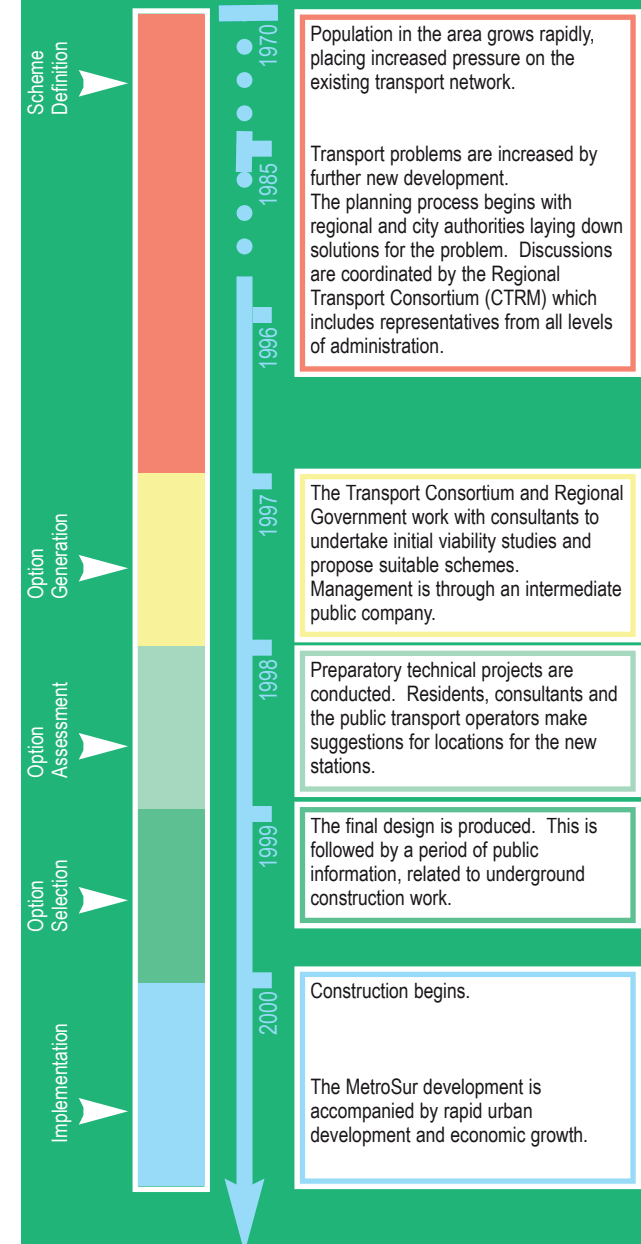 Scheme
Definition
1970
Population in the area grows rapidly,
placing increased pressure on the
existing transport network.
1985
Transport problems are increased by
further new development.
The planning process begins with
regional and city authorities laying down
solutions for the problem. Discussions
are coordinated by the Regional
Transport Consortium (CTRM) which
includes representatives from all levels
of administration.
1996
Option
Generation
1997
The Transport Consortium and Regional
Government work with consultants to
undertake initial viability studies and
propose suitable schemes.
Management is through an intermediate
public company.
Option
Assessment
1998
Preparatory technical projects are
conducted. Residents, consultants and
the public transport operators make
suggestions for locations for the new
stations.
Option
Selection
1999
The final design is produced. This is
followed by a period of public
information, related to underground
construction work.
Implementation
2000
Construction begins.
The MetroSur development is
accompanied by rapid urban
development and economic growth.